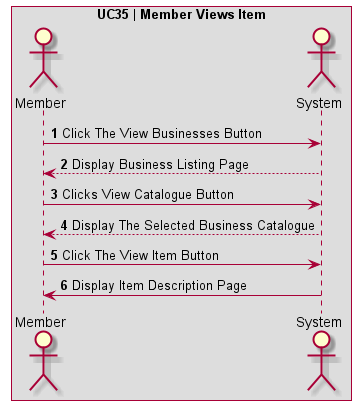 UC35 | Member Views Item
Member
System
1 Click The View Businesses Button
2 Display Business Listing Page
3 Clicks View Catalogue Button
4 Display The Selected Business Catalogue
5 Click The View Item Button
6 Display Item Description Page
Member
System